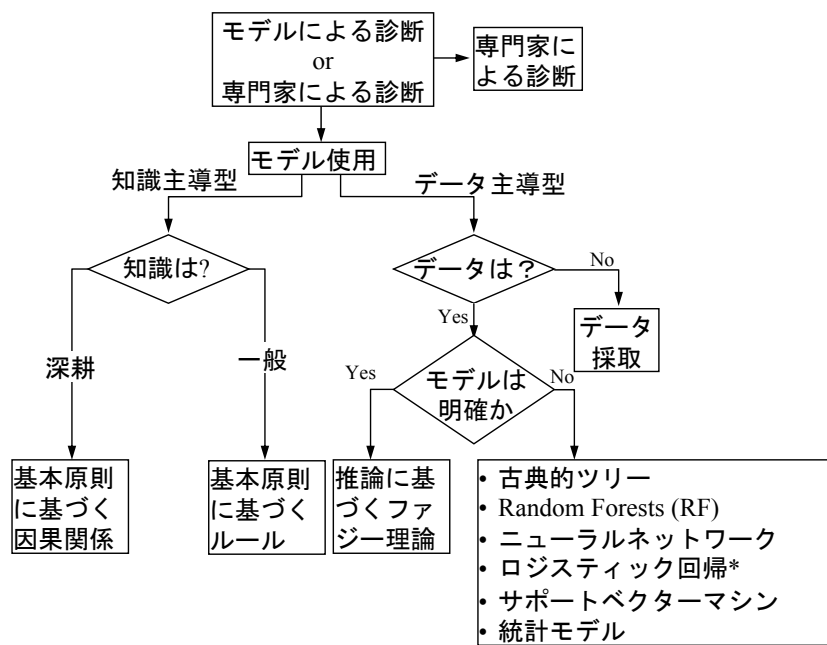 モデルによる診断
or
専門家による診断
専門家に
よる診断
モデル使用
知識主導型
データ主導型
知識は?
データは？
No
Yes
データ
採取
深耕
一般
Yes
モデルは
明確か
No
基本原則
に基づく
因果関係
基本原則
に基づく
ルール
推論に基
づくファ
ジー理論
• 古典的ツリー
• Random Forests (RF)
• ニューラルネットワーク
• ロジスティック回帰*
• サポートベクターマシン
• 統計モデル